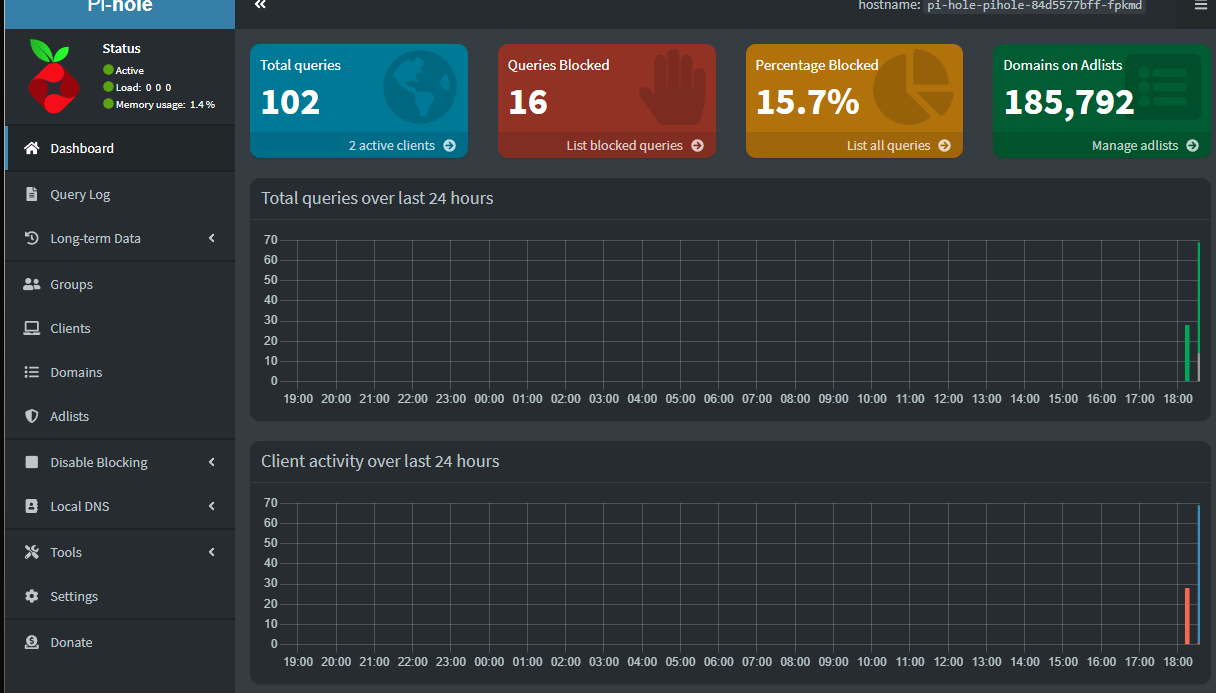 Pi-hole
hostname: pi-hole-pihole-84d5577bff-fpkmd
Status
Active
Load: 0 0 0
Memory usage: 1.4 %
Dashboard
Query Log
Long-term Data
Groups
Clients
Domains
Adlists
Disable Blocking
Local DNS
Tools
Settings
Donate
Total queries
102
2 active clients
Queries Blocked
16
List blocked queries
Percentage Blocked
15.7%
List all queries
Domains on Adlists
185,792
Manage adlists
Total queries over last 24 hours
70
60
50
40
30
20
10
0
19:00 20:00 21:00 22:00 23:00 00:00 01:00 02:00 03:00 04:00 05:00 06:00 07:00 08:00 09:00 10:00 11:00 12:00 13:00 14:00 15:00 16:00 17:00 18:00
Client activity over last 24 hours
70
60
50
40
30
20
10
0
19:00 20:00 21:00 22:00 23:00 00:00 01:00 02:00 03:00 04:00 05:00 06:00 07:00 08:00 09:00 10:00 11:00 12:00 13:00 14:00 15:00 16:00 17:00 18:00